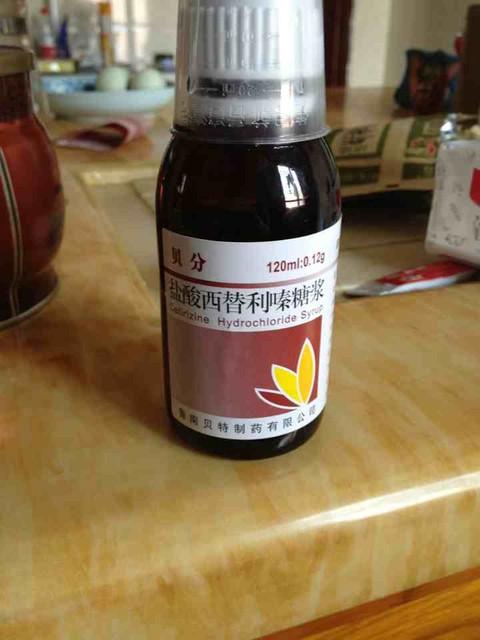 贝分
120ml:0.12g
盐酸西替利嗪糖浆
Cetirizine Hydrochloride Syrup
鲁南贝特制药有限公司